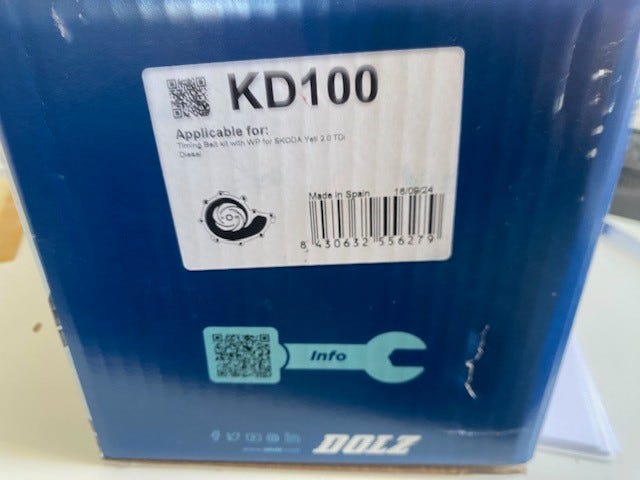 KD100
Applicable for:
Timing Belt kit with WP for SKODA Yeti 2.0 TDi
Diesel
Made in Spain 16/09/24
8 430632 556279
Info
DOLZ